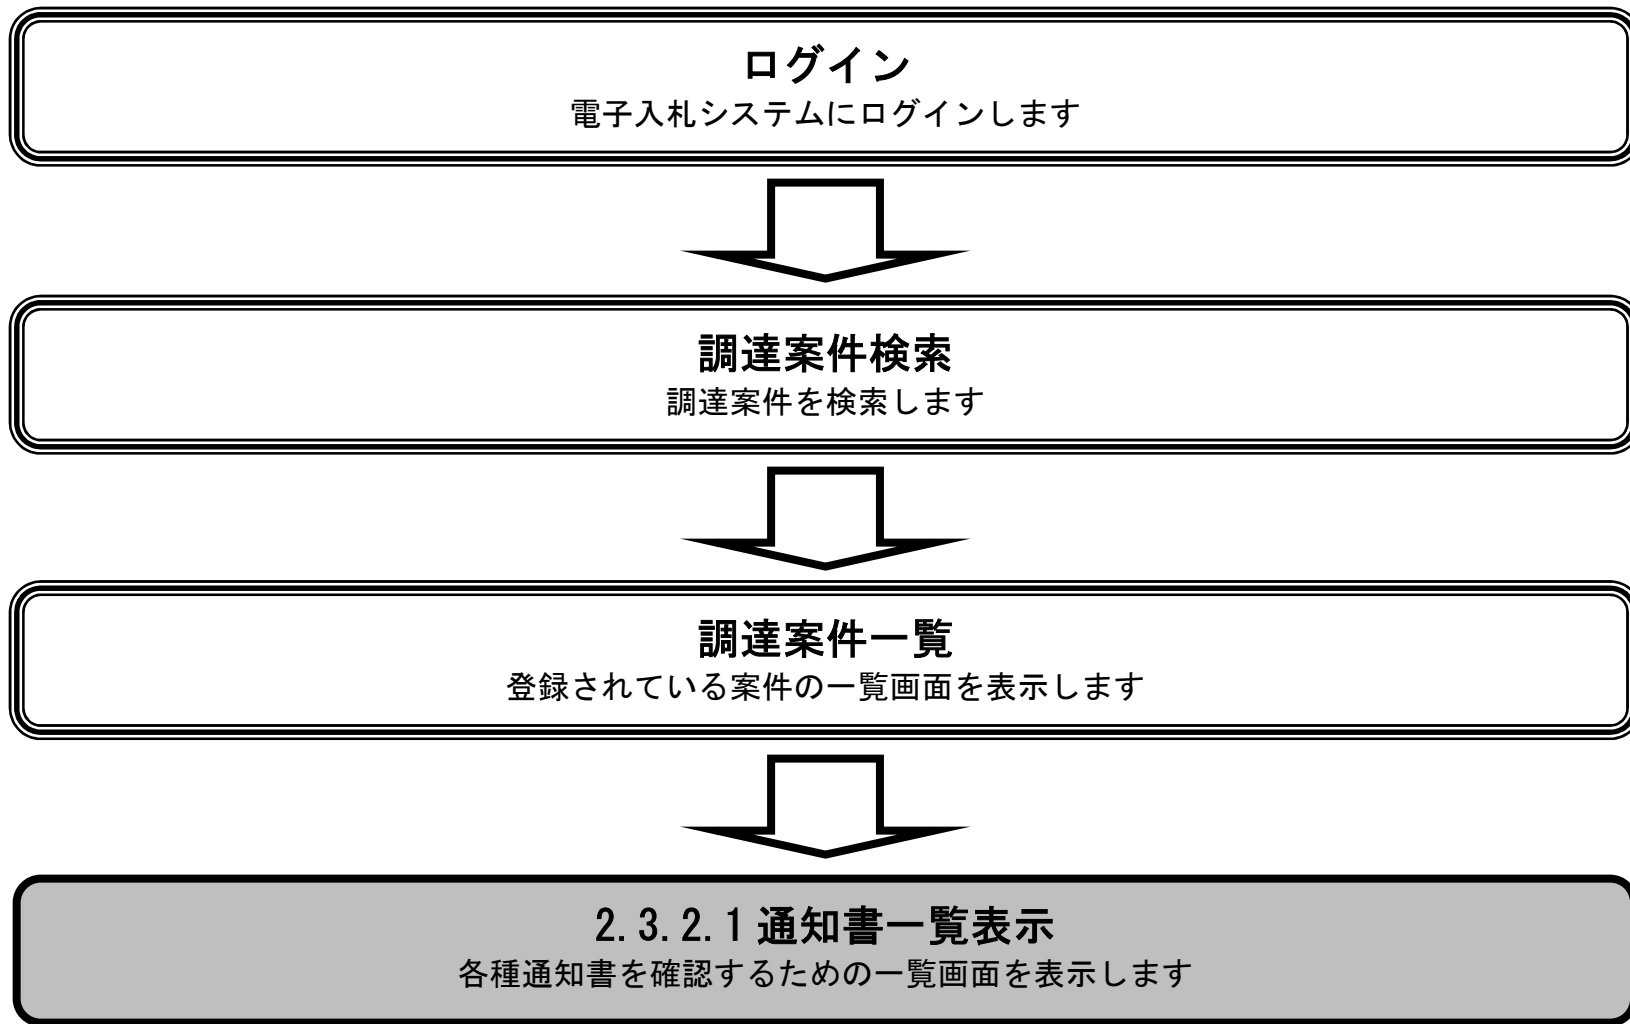 ログイン
電子入札システムにログインします
調達案件検索
調達案件を検索します
調達案件一覧
登録されている案件の一覧画面を表示します
2.3.2.1 通知書一覧表示
各種通知書を確認するための一覧画面を表示します